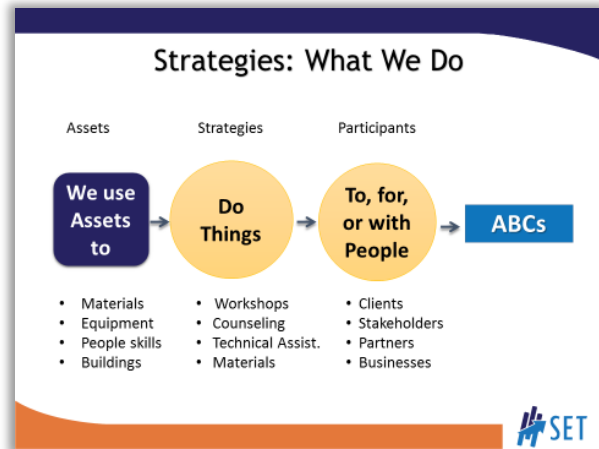 Strategies: What We Do
Assets
Strategies
Participants
We use
Assets
to
Do
Things
To, for,
or with
People
ABCs
• Materials
• Equipment
• People skills
• Buildings
• Workshops
• Counseling
• Technical Assist.
• Materials
• Clients
• Stakeholders
• Partners
• Businesses
SET